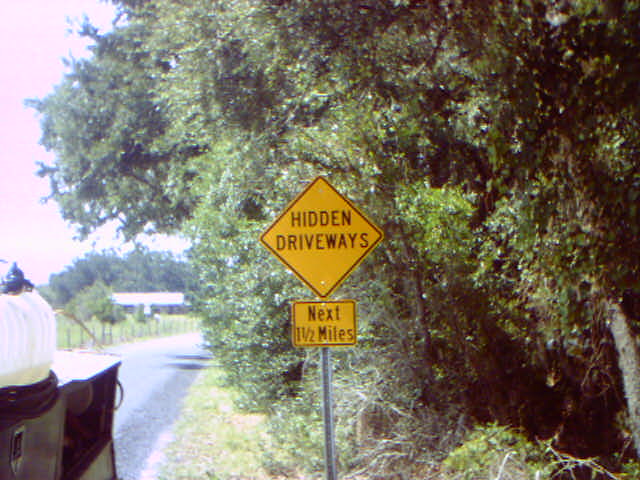 HIDDEN
DRIVEWAYS
Next
1½ Miles